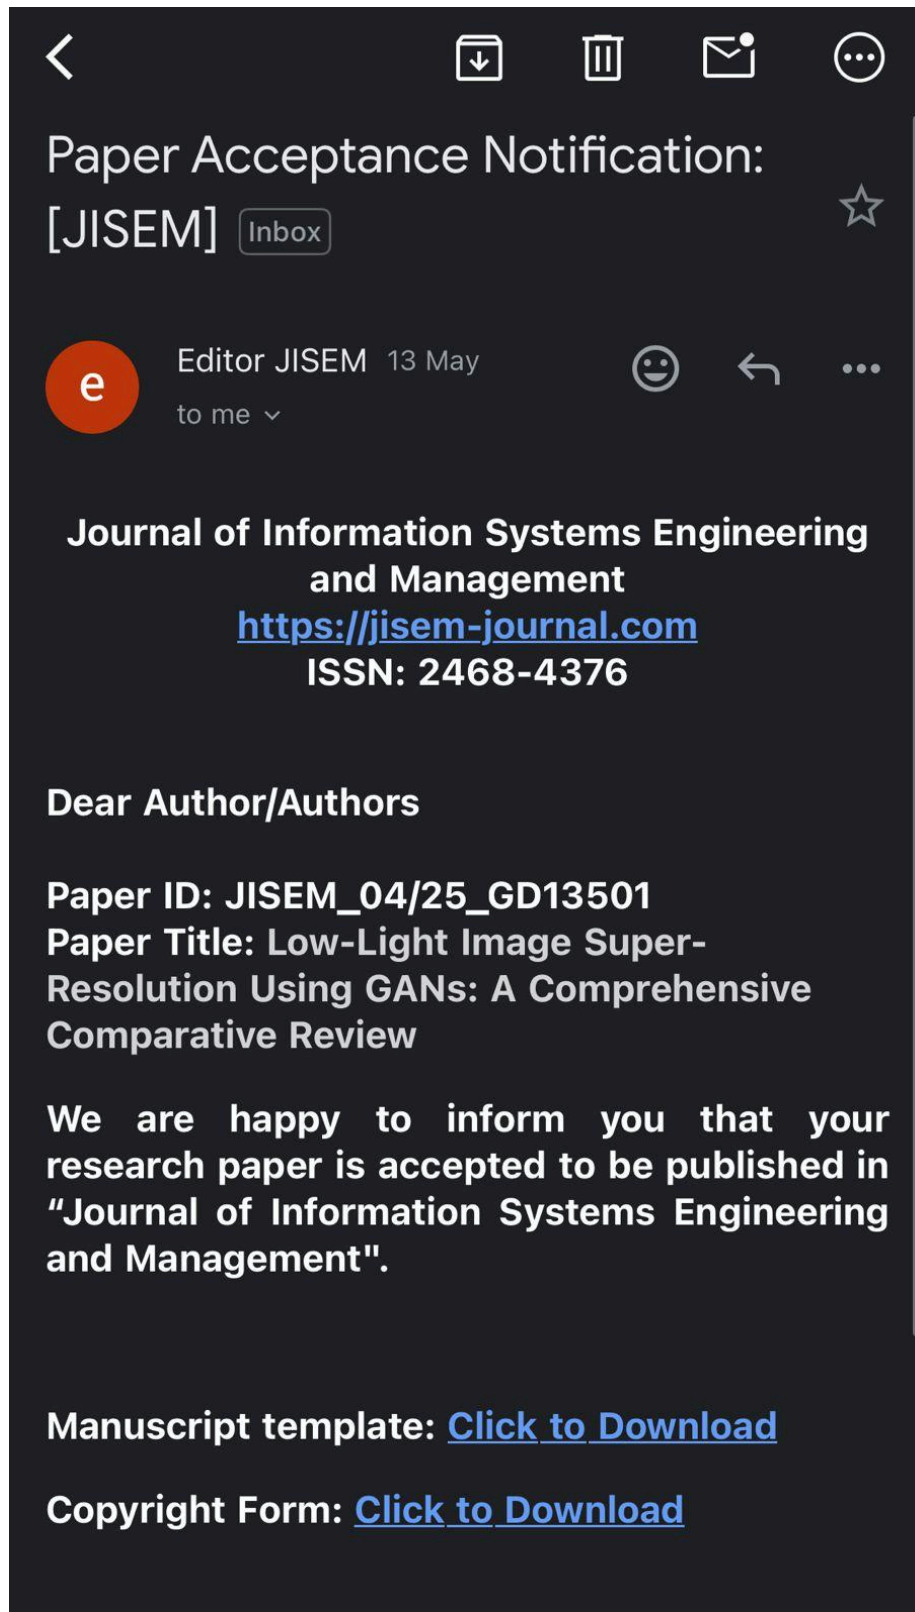 Paper Acceptance Notification:
[JISEM] Inbox
e
Editor JISEM 13 May
to me
Journal of Information Systems Engineering
and Management
https://jisem-journal.com
ISSN: 2468-4376
Dear Author/Authors
Paper ID: JISEM_04/25_GD13501
Paper Title: Low-Light Image Super-
Resolution Using GANs: A Comprehensive
Comparative Review
We are happy to inform you that your
research paper is accepted to be published in
“Journal of Information Systems Engineering
and Management".
Manuscript template: Click to Download
Copyright Form: Click to Download